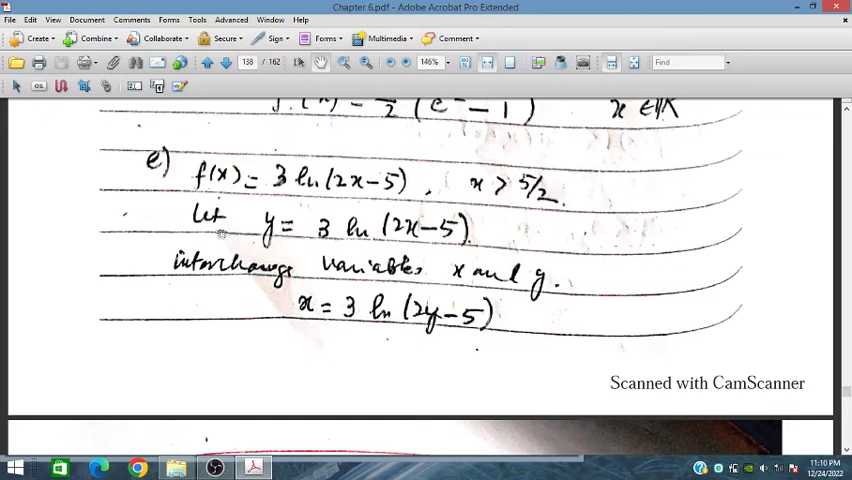 Chapter 6.pdf - Adobe Acrobat Pro Extended
File Edit View Document Comments Forms Tools Advanced Window Help
Create Combine Collaborate Secure Sign Forms Multimedia Comment
138 / 162 146% Find
x ∈ ℝ
e) f(x) = 3 ln(2x-5), x > 5/2.
let y = 3 ln (2x-5).
interchange variables x and y.
x = 3 ln (2y-5)
Scanned with CamScanner
11:10 PM
12/24/2022